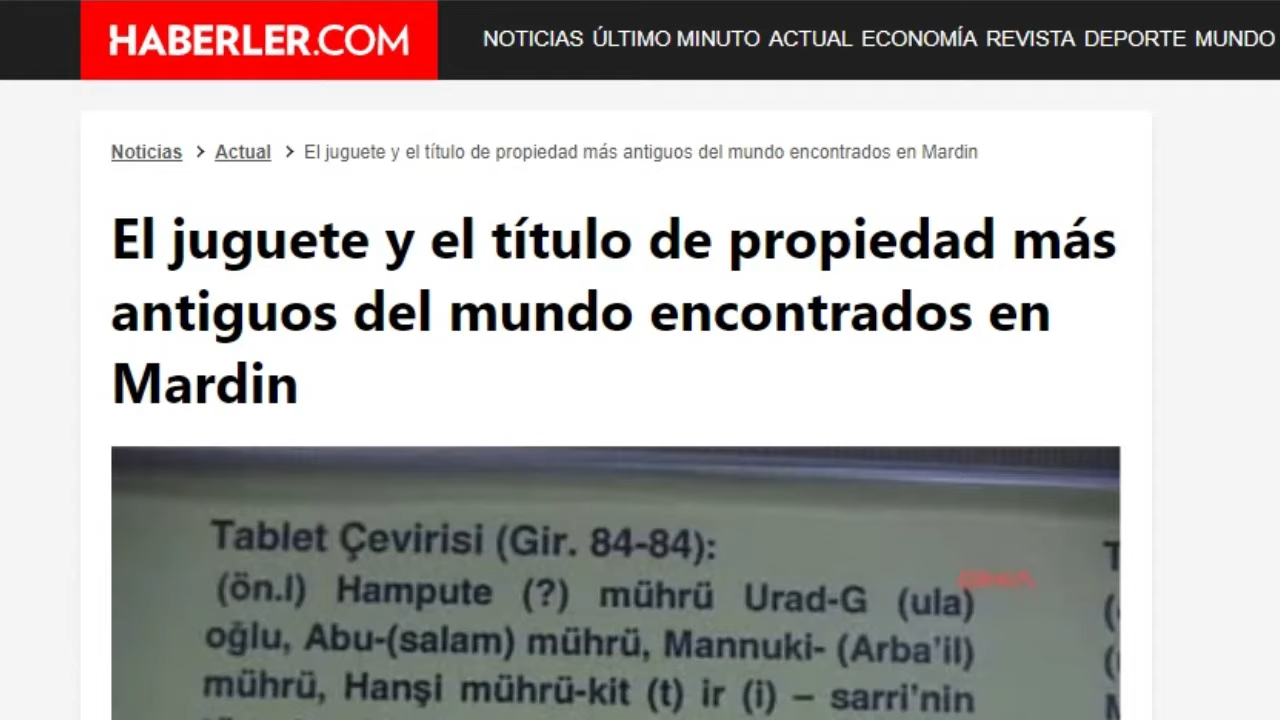 HABERLER.COM
NOTICIAS ÚLTIMO MINUTO ACTUAL ECONOMÍA REVISTA DEPORTE MUNDO
Noticias > Actual > El juguete y el título de propiedad más antiguos del mundo encontrados en Mardin
El juguete y el título de propiedad más
antiguos del mundo encontrados en
Mardin
Tablet Çevirisi (Gir. 84-84):
(ön.l) Hampute (?) mührü Urad-G (ula)
oğlu, Abu-(salam) mührü, Mannuki- (Arba'il)
mührü, Hanşi mührü-kit (t) ir (i) – sarri'nin